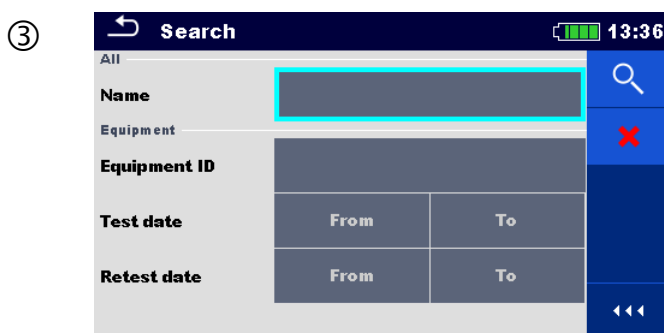 ③
Search 13:36
All
Name
Equipment
Equipment ID
Test date From To
Retest date From To